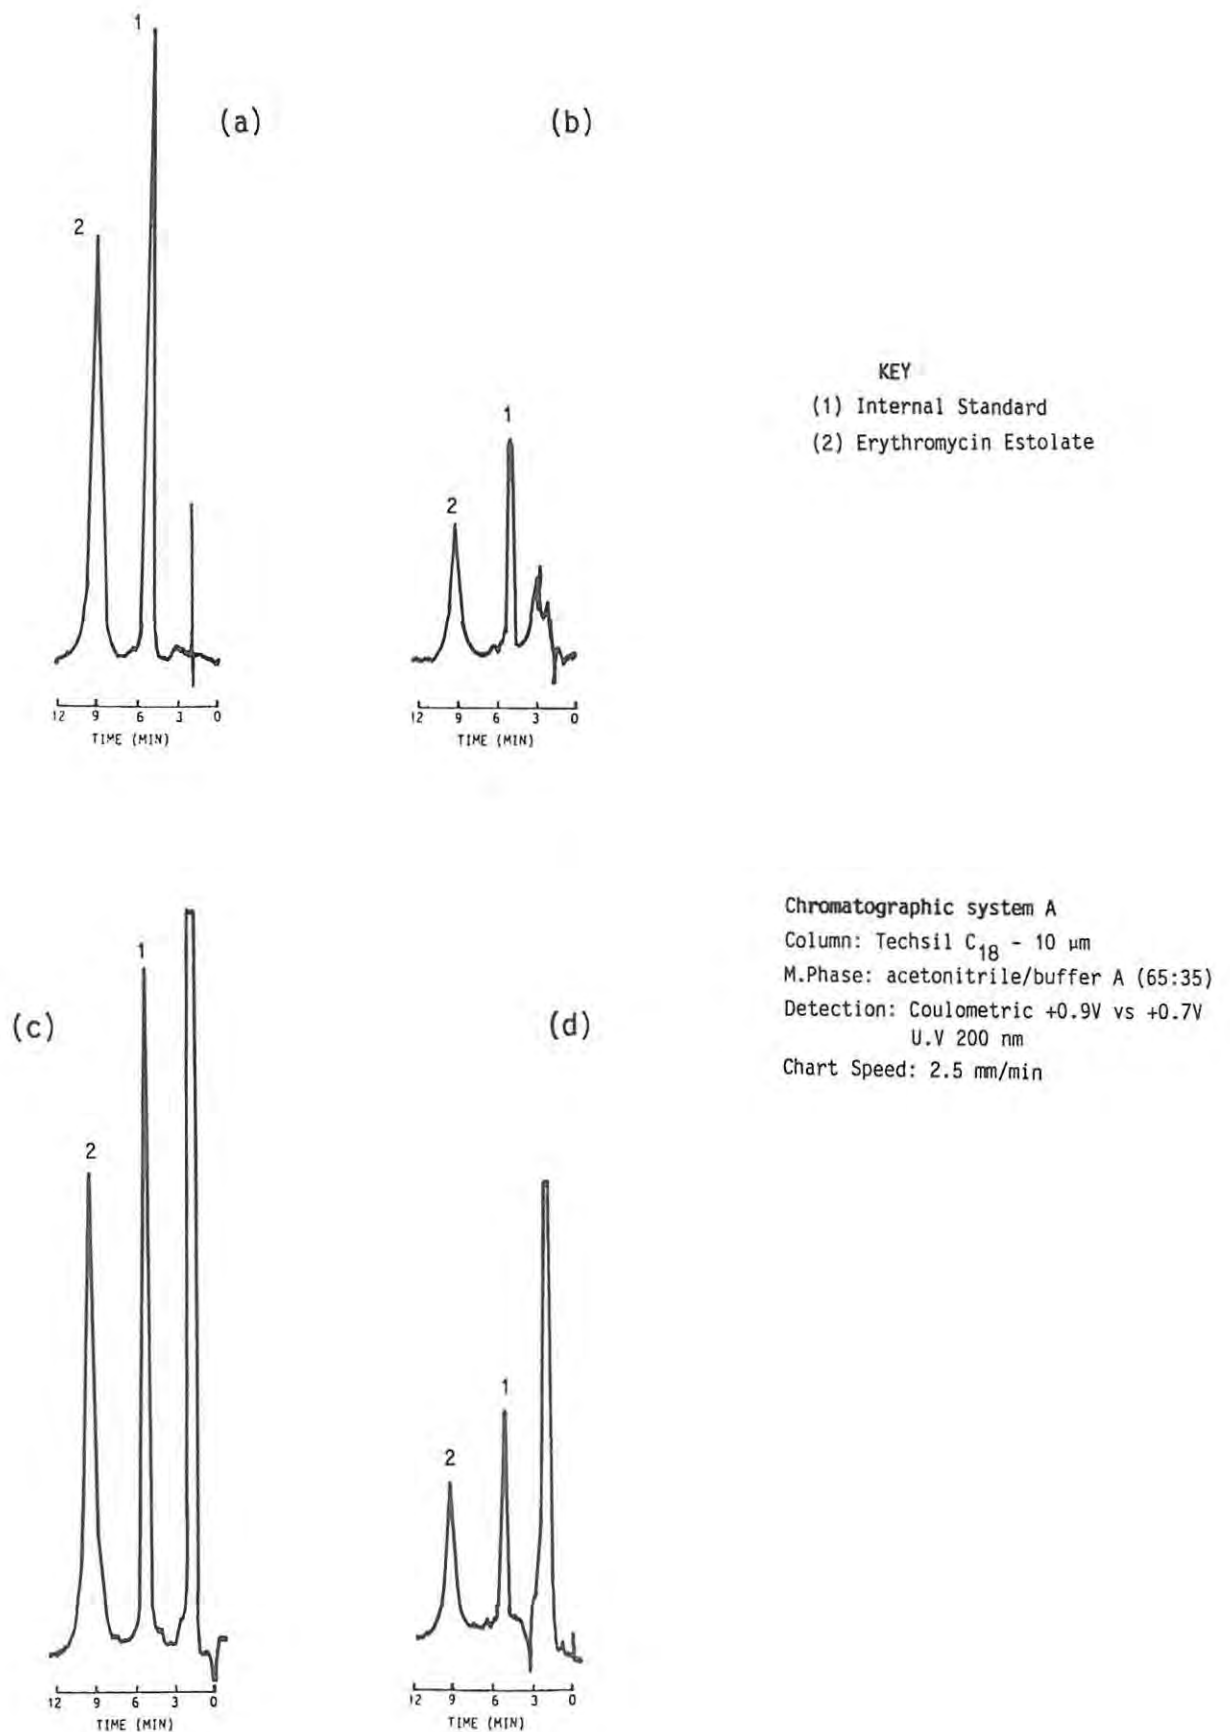 1
(a)
2
12 9 6 3 0
TIME (MIN)
(b)
1
2
12 9 6 3 0
TIME (MIN)
KEY
(1) Internal Standard
(2) Erythromycin Estolate
(c)
1
2
12 9 6 3 0
TIME (MIN)
(d)
1
2
12 9 6 3 0
TIME (MIN)
Chromatographic system A
Column: Techsil C18 - 10 µm
M.Phase: acetonitrile/buffer A (65:35)
Detection: Coulometric +0.9V vs +0.7V
U.V 200 nm
Chart Speed: 2.5 mm/min